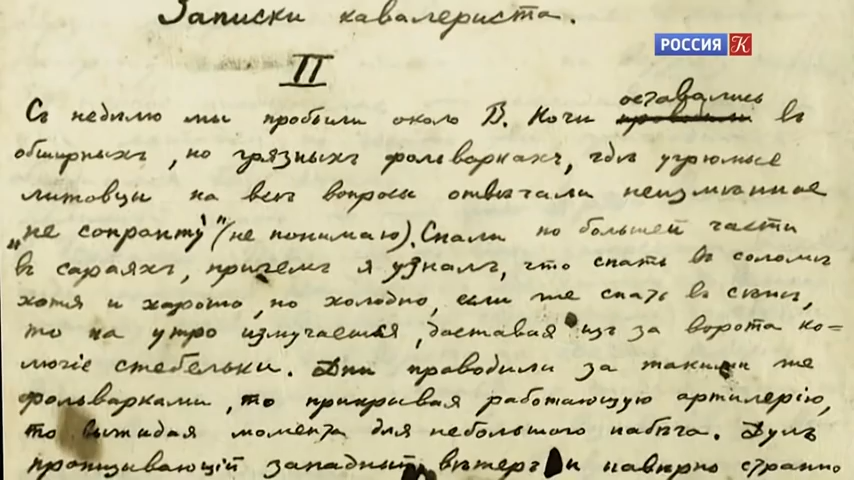 Записки кавалериста.
РОССИЯ К
II
Съ недѣлю мы пробыли около В. Ночи оставались въ
обширныхъ, но грязныхъ фольваркахъ, гдѣ угрюмые
литовцы на всѣ вопросы отвѣчали неизмѣнное
„не сопранту" (не понимаю). Спали по большей части
въ сараяхъ, причемъ я узналъ, что спать въ соломѣ
хотя и хорошо, но холодно, если же спать въ сѣнѣ,
то на утро измучаешься, доставая изъ за ворота ко=
лючіе стебельки. Дни проводили за такими же
фольварками, то прикрывая работающую артилерію,
то выжидая момента для небольшого набѣга. Дулъ
пронизывающій западный вѣтеръ и навѣрно странно